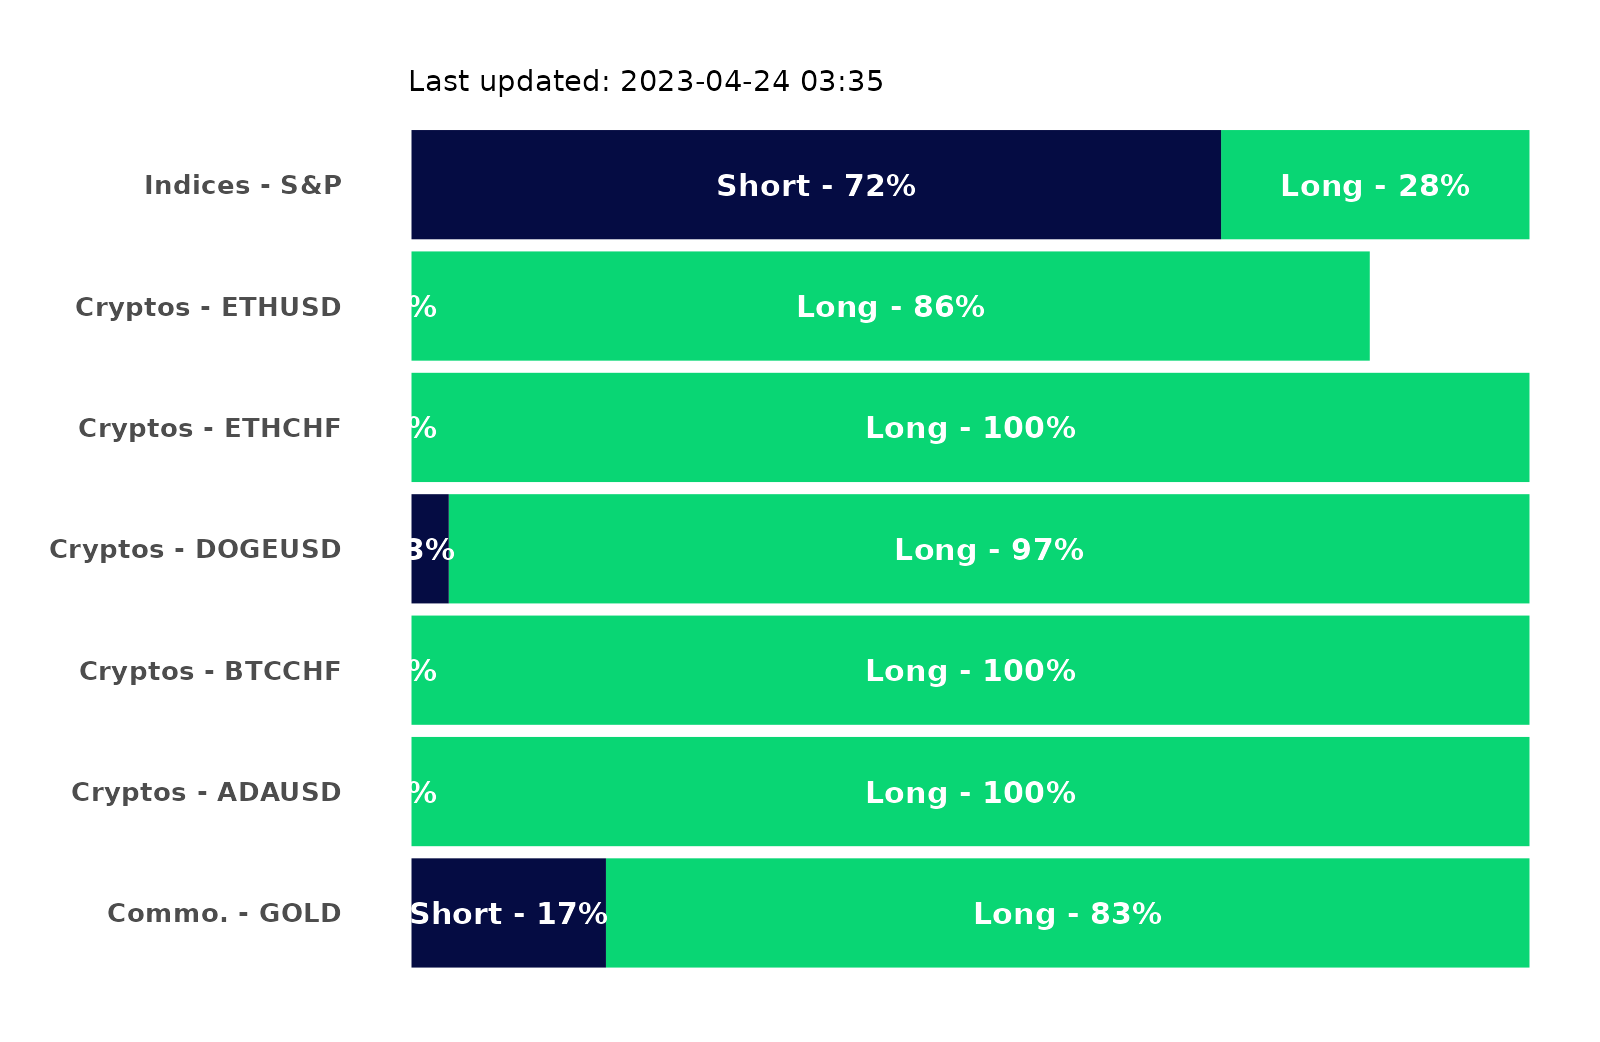 Last updated: 2023-04-24 03:35
Indices - S&P Short - 72% Long - 28%
Cryptos - ETHUSD % Long - 86%
Cryptos - ETHCHF % Long - 100%
Cryptos - DOGEUSD 3% Long - 97%
Cryptos - BTCCHF % Long - 100%
Cryptos - ADAUSD % Long - 100%
Commo. - GOLD Short - 17% Long - 83%